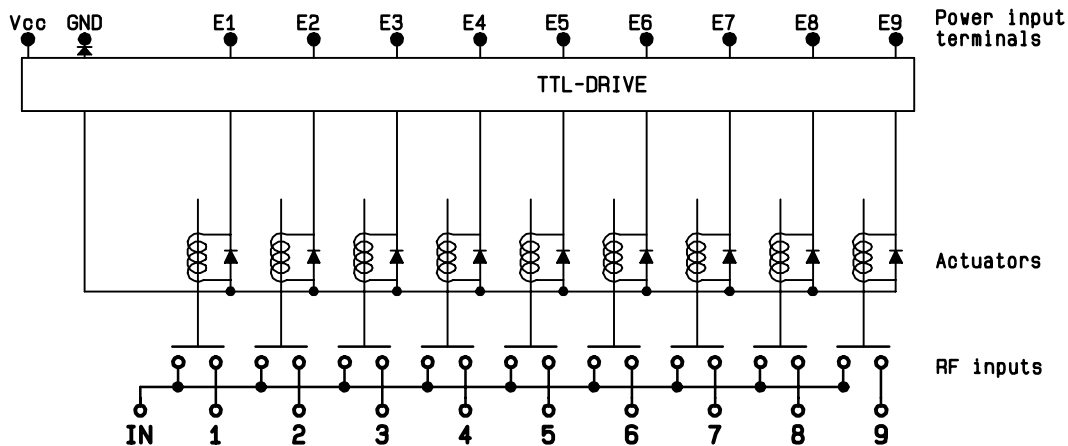 Vcc GND E1 E2 E3 E4 E5 E6 E7 E8 E9
Power input
terminals
TTL-DRIVE
Actuators
RF inputs
IN 1 2 3 4 5 6 7 8 9